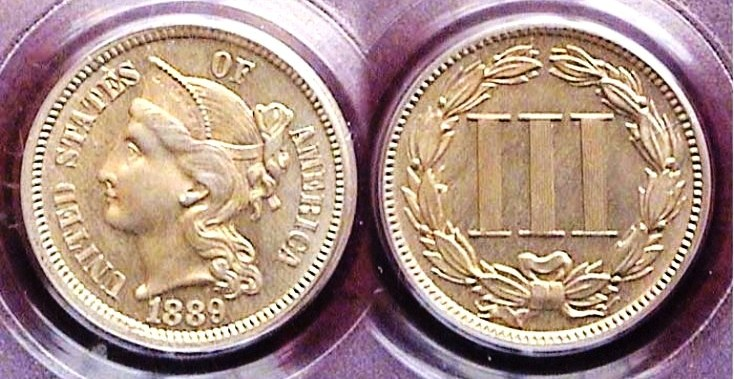 UNITED STATES OF AMERICA
1889
III